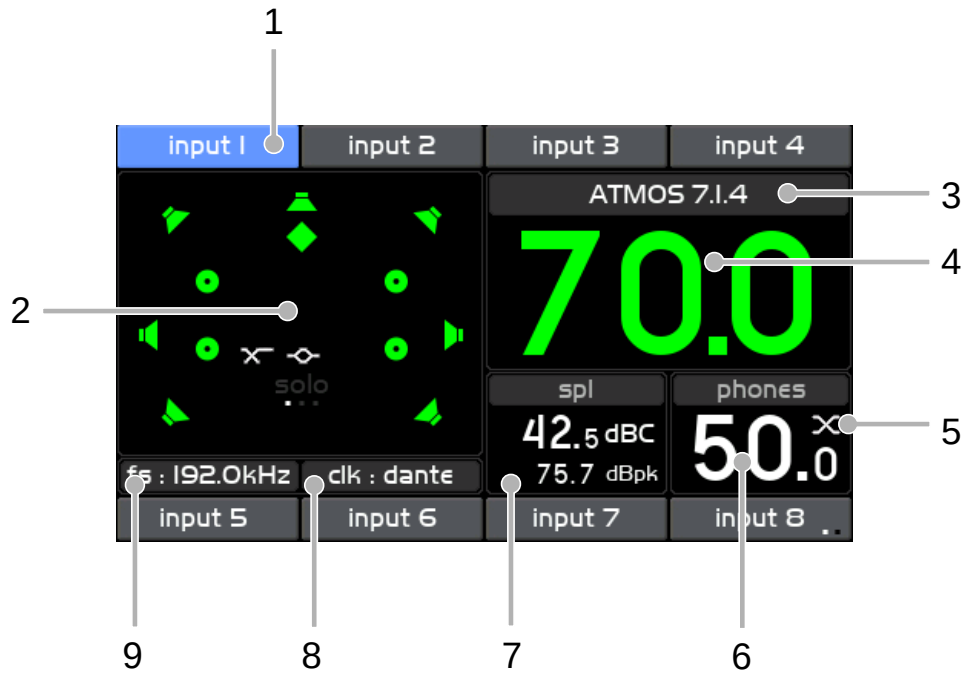 1
input 1
input 2
input 3
input 4
ATMOS 7.1.4
3
70.0
4
2
solo
spl
phones
42.5 dBC
50.0
5
75.7 dBpk
fs : 192.0kHz
clk : dante
input 5
input 6
input 7
input 8
9
8
7
6